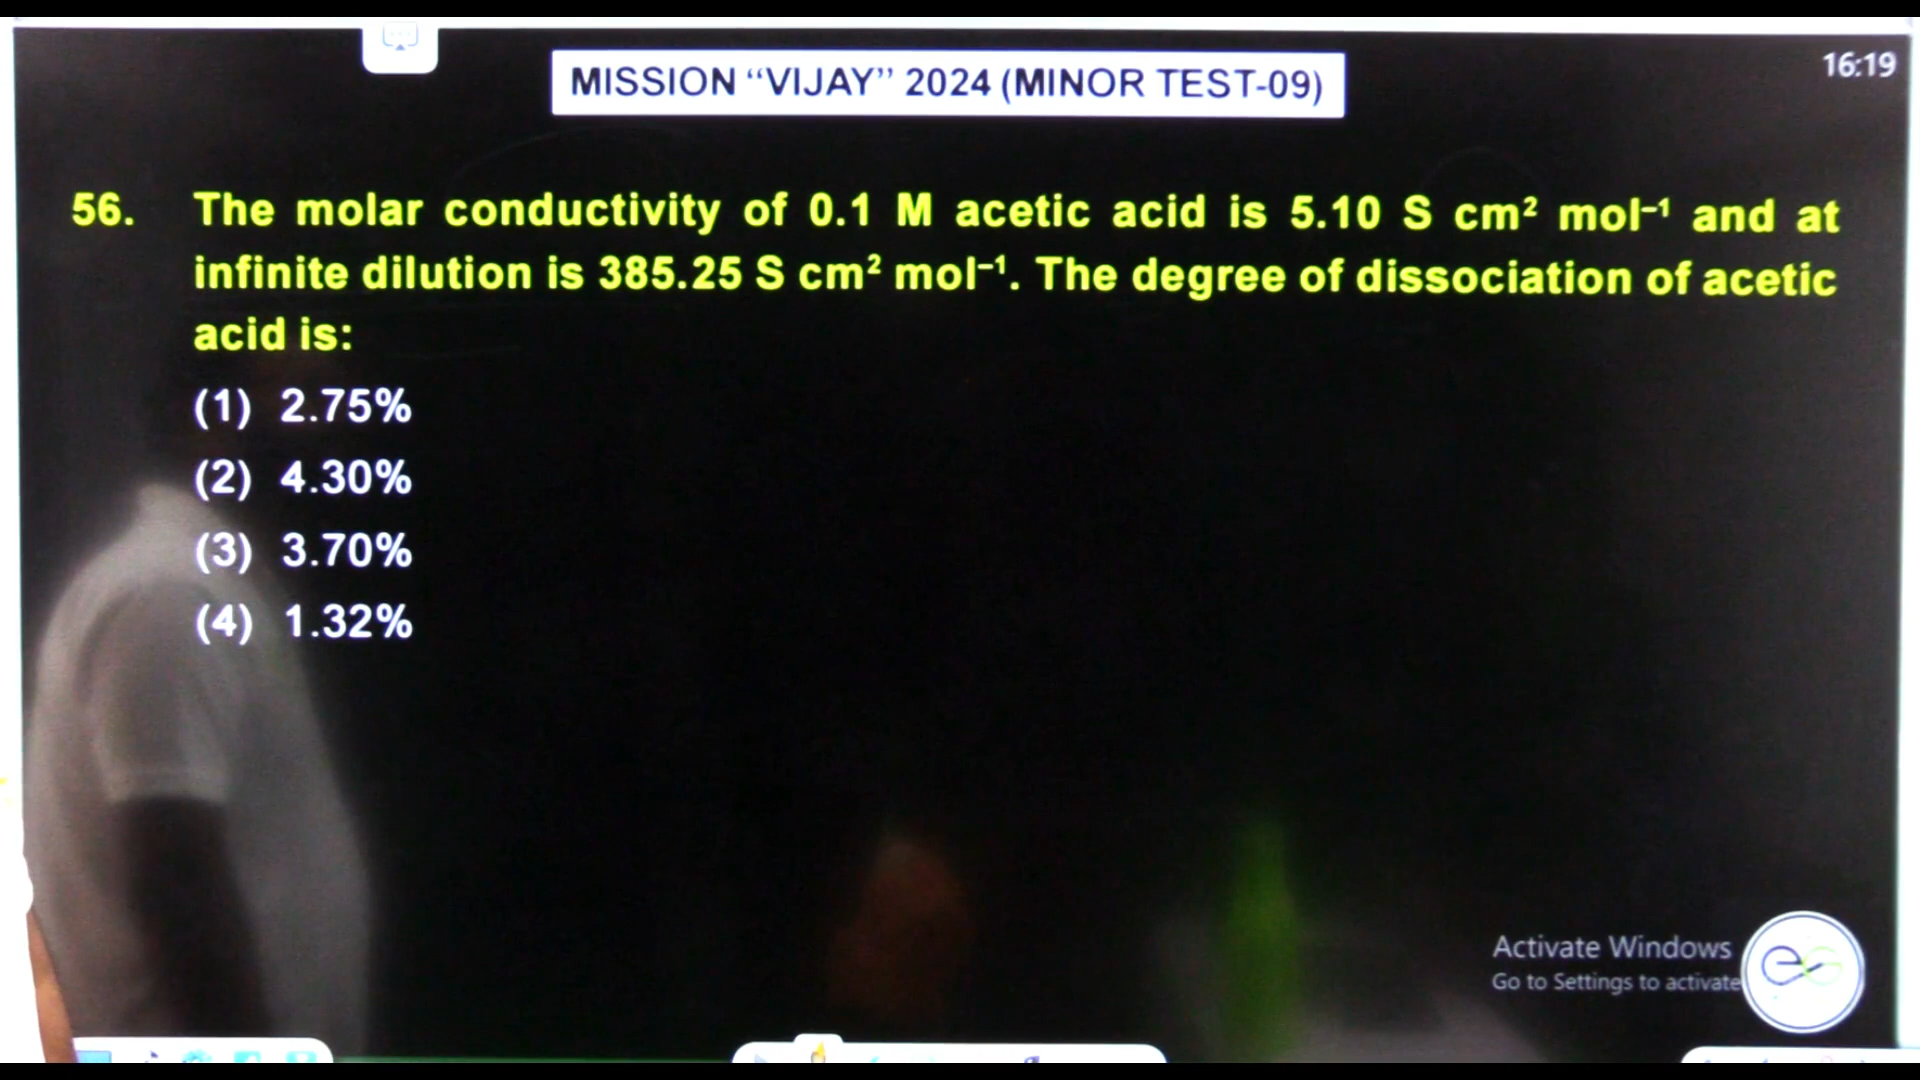 16:19
MISSION “VIJAY” 2024 (MINOR TEST-09)
56. The molar conductivity of 0.1 M acetic acid is 5.10 S cm² mol⁻¹ and at
infinite dilution is 385.25 S cm² mol⁻¹. The degree of dissociation of acetic
acid is:
(1) 2.75%
(2) 4.30%
(3) 3.70%
(4) 1.32%
Activate Windows
Go to Settings to activate